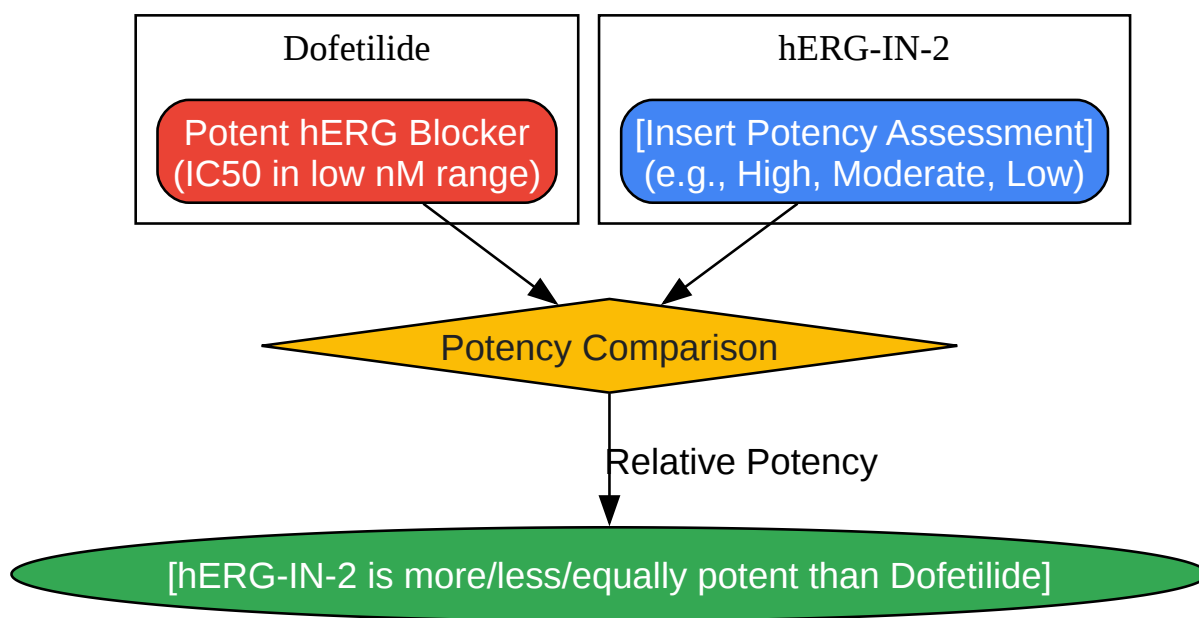 Dofetilide
Potent hERG Blocker
(IC50 in low nM range)
hERG-IN-2
[Insert Potency Assessment]
(e.g., High, Moderate, Low)
Potency Comparison
Relative Potency
[hERG-IN-2 is more/less/equally potent than Dofetilide]